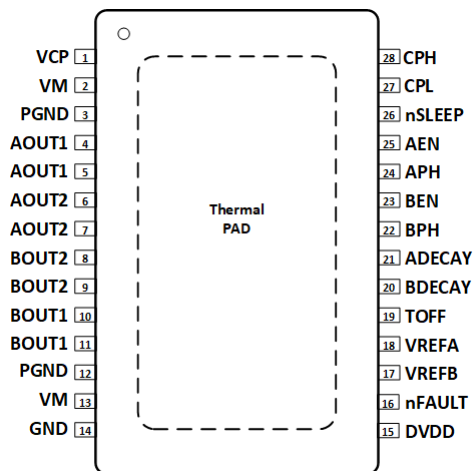 VCP 1 28 CPH
VM 2 27 CPL
PGND 3 26 nSLEEP
AOUT1 4 25 AEN
AOUT1 5 24 APH
AOUT2 6 23 BEN
AOUT2 7 22 BPH
BOUT2 8 21 ADECAY
BOUT2 9 20 BDECAY
BOUT1 10 19 TOFF
BOUT1 11 18 VREFA
PGND 12 17 VREFB
VM 13 16 nFAULT
GND 14 15 DVDD
Thermal
PAD